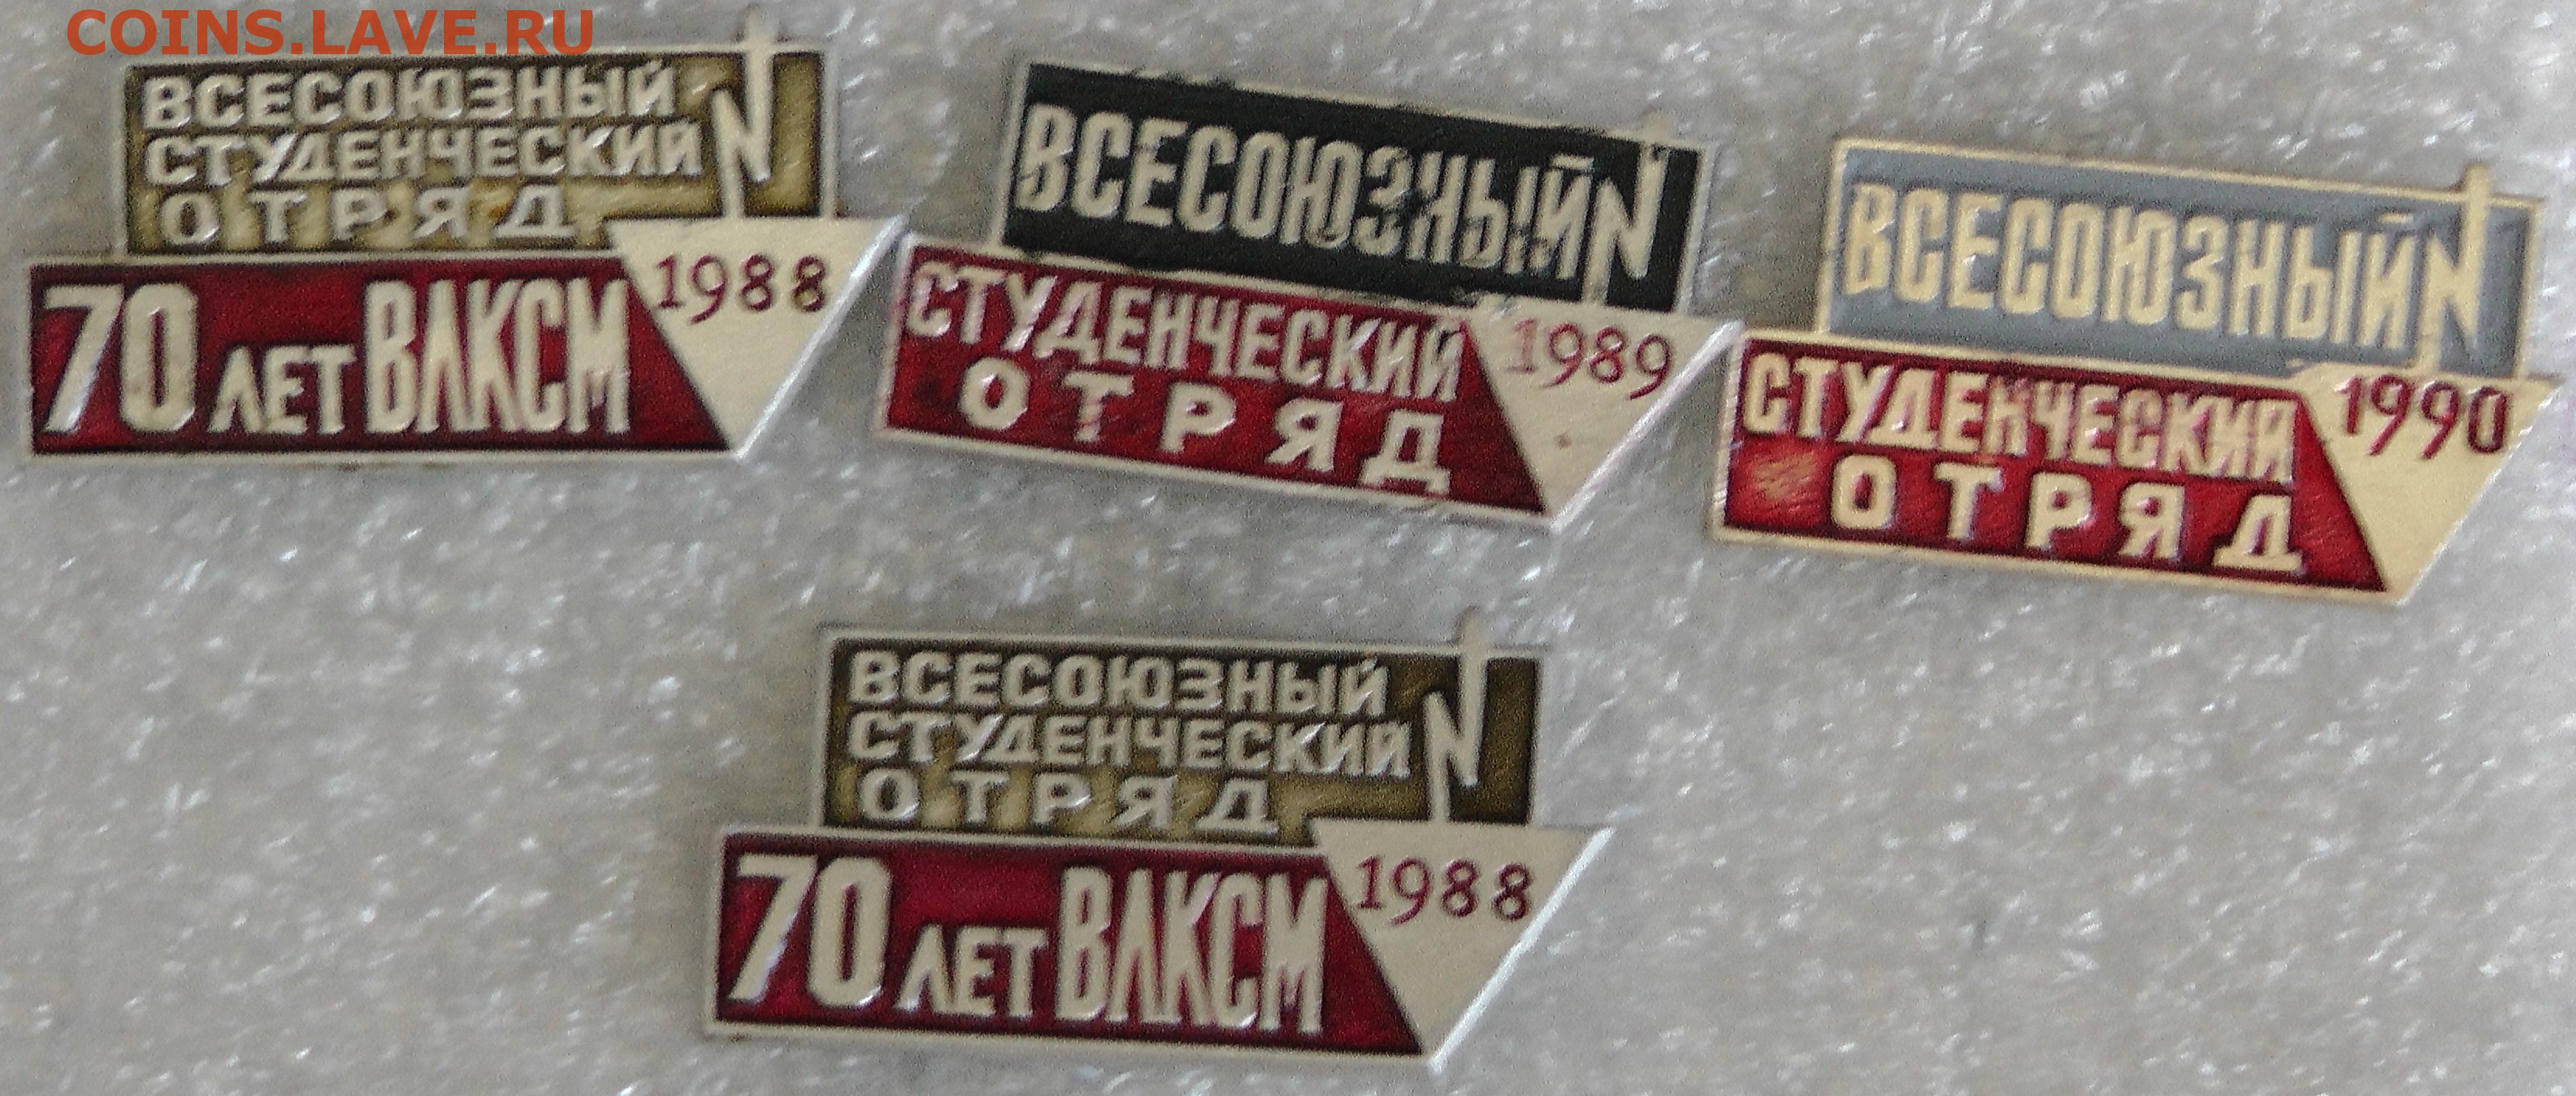 COINS.LAVE.RU
ВСЕСОЮЗНЫЙ
СТУДЕНЧЕСКИЙ
ОТРЯД
1988
70 ЛЕТ ВЛКСМ
ВСЕСОЮЗНЫЙ
СТУДЕНЧЕСКИЙ
ОТРЯД
1989
ВСЕСОЮЗНЫЙ
СТУДЕНЧЕСКИЙ
ОТРЯД
1990
ВСЕСОЮЗНЫЙ
СТУДЕНЧЕСКИЙ
ОТРЯД
1988
70 ЛЕТ ВЛКСМ